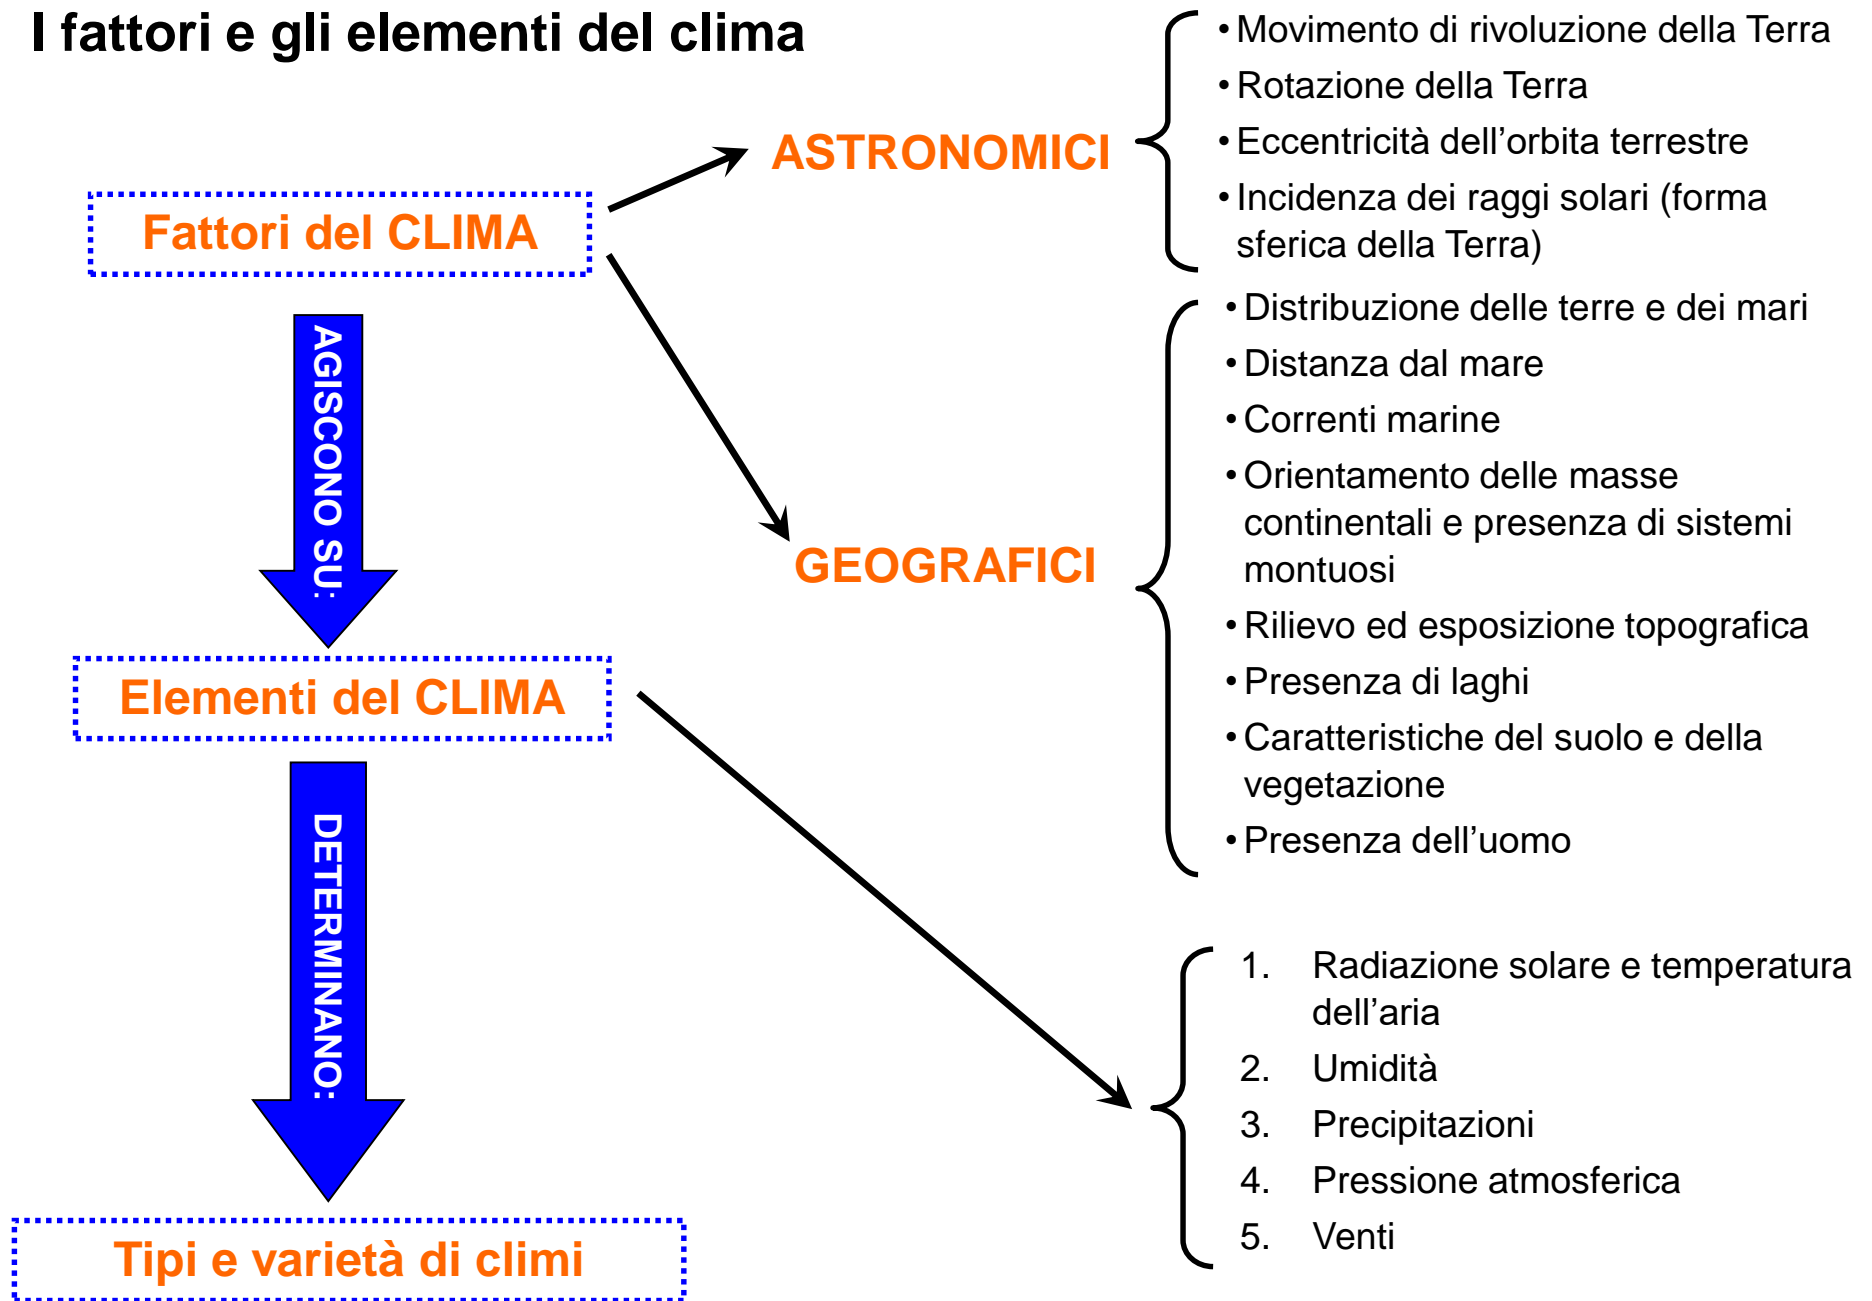 I fattori e gli elementi del clima
Fattori del CLIMA
ASTRONOMICI
•Movimento di rivoluzione della Terra
•Rotazione della Terra
•Eccentricità dell’orbita terrestre
•Incidenza dei raggi solari (forma
sferica della Terra)
GEOGRAFICI
•Distribuzione delle terre e dei mari
•Distanza dal mare
•Correnti marine
•Orientamento delle masse
continentali e presenza di sistemi
montuosi
•Rilievo ed esposizione topografica
•Presenza di laghi
•Caratteristiche del suolo e della
vegetazione
•Presenza dell’uomo
AGISCONO SU:
Elementi del CLIMA
1. Radiazione solare e temperatura
dell’aria
2. Umidità
3. Precipitazioni
4. Pressione atmosferica
5. Venti
DETERMINANO:
Tipi e varietà di climi